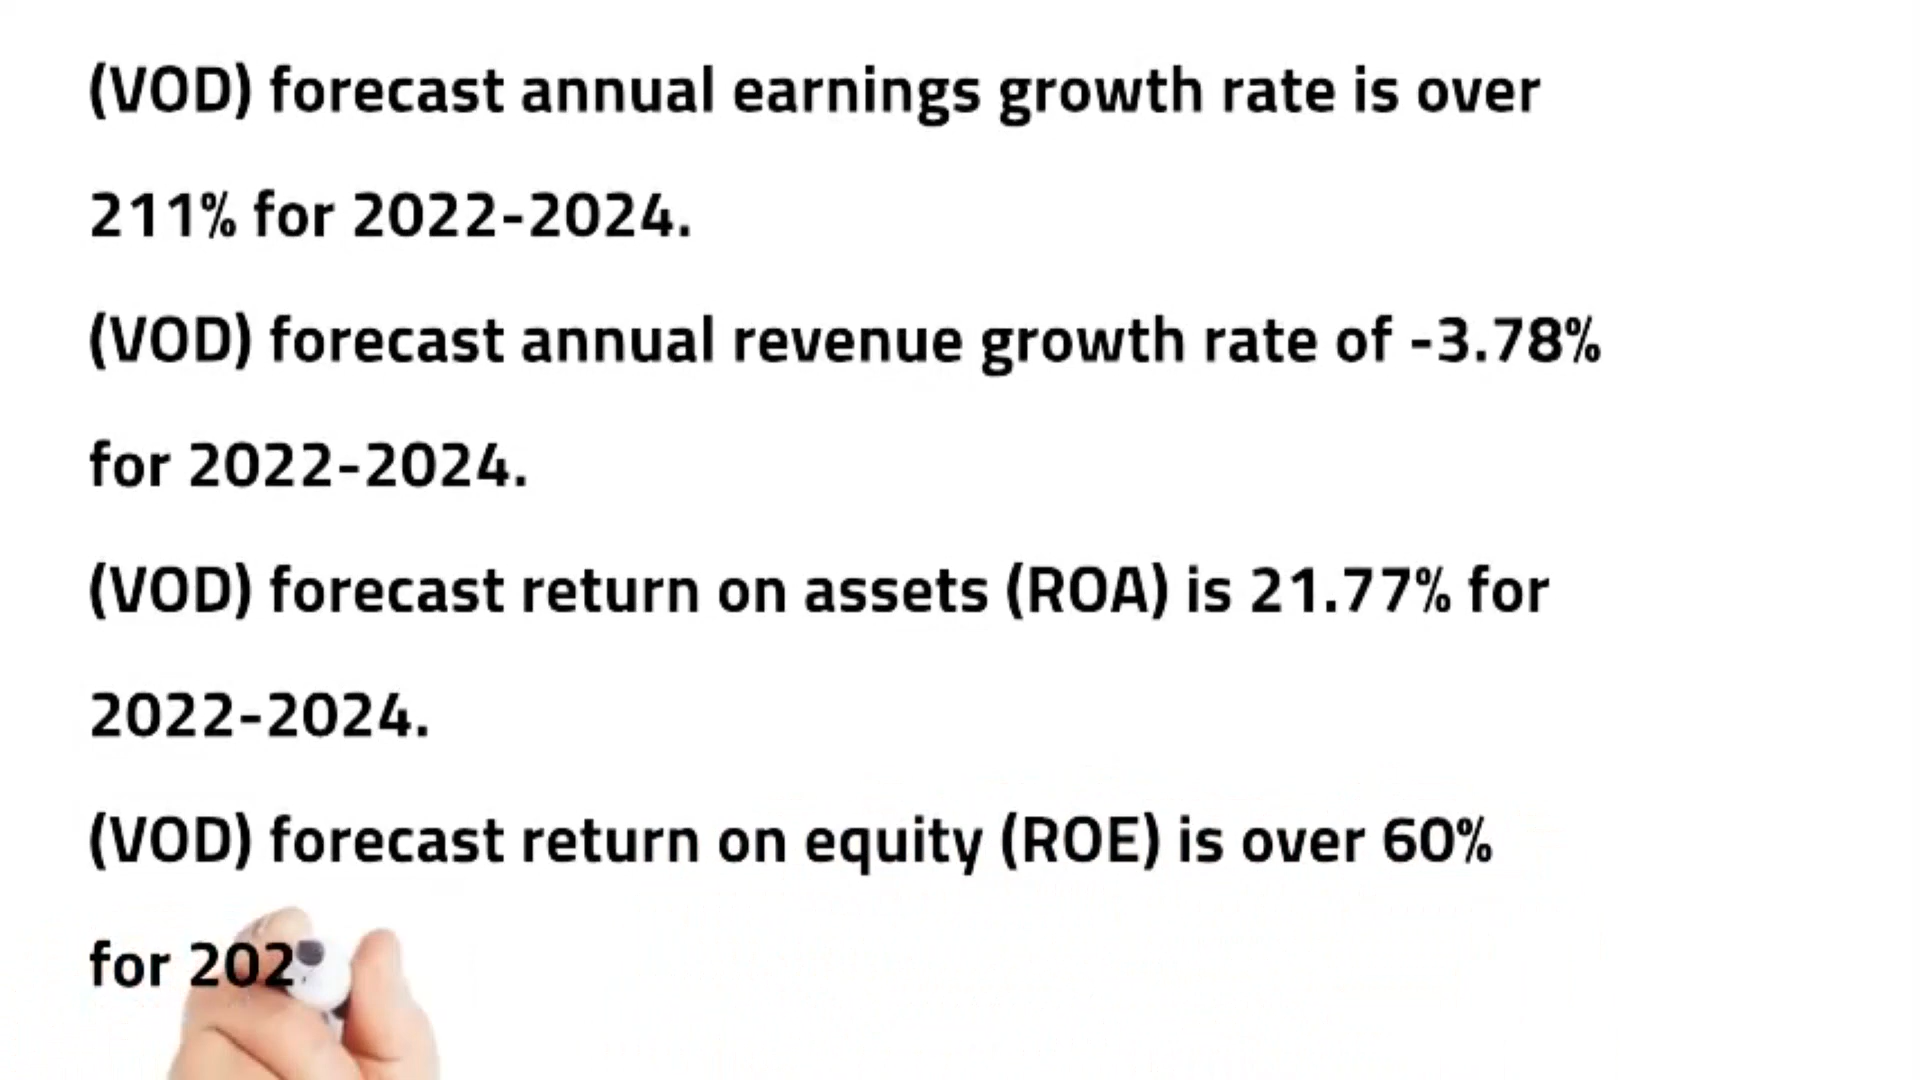 (VOD) forecast annual earnings growth rate is over
211% for 2022-2024.
(VOD) forecast annual revenue growth rate of -3.78%
for 2022-2024.
(VOD) forecast return on assets (ROA) is 21.77% for
2022-2024.
(VOD) forecast return on equity (ROE) is over 60%
for 202